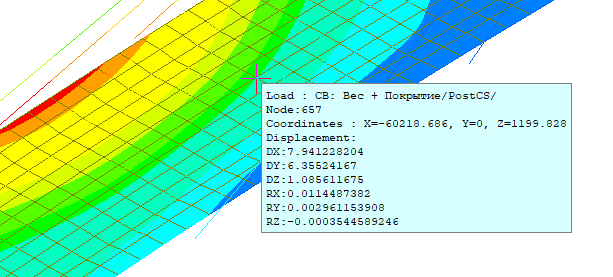 Load : CB: Вес + Покрытие/PostCS/
Node:657
Coordinates : X=-60218.686, Y=0, Z=1199.828
Displacement:
DX:7.941228204
DY:6.35524167
DZ:1.085611675
RX:0.0114487382
RY:0.002961153908
RZ:-0.0003544589246